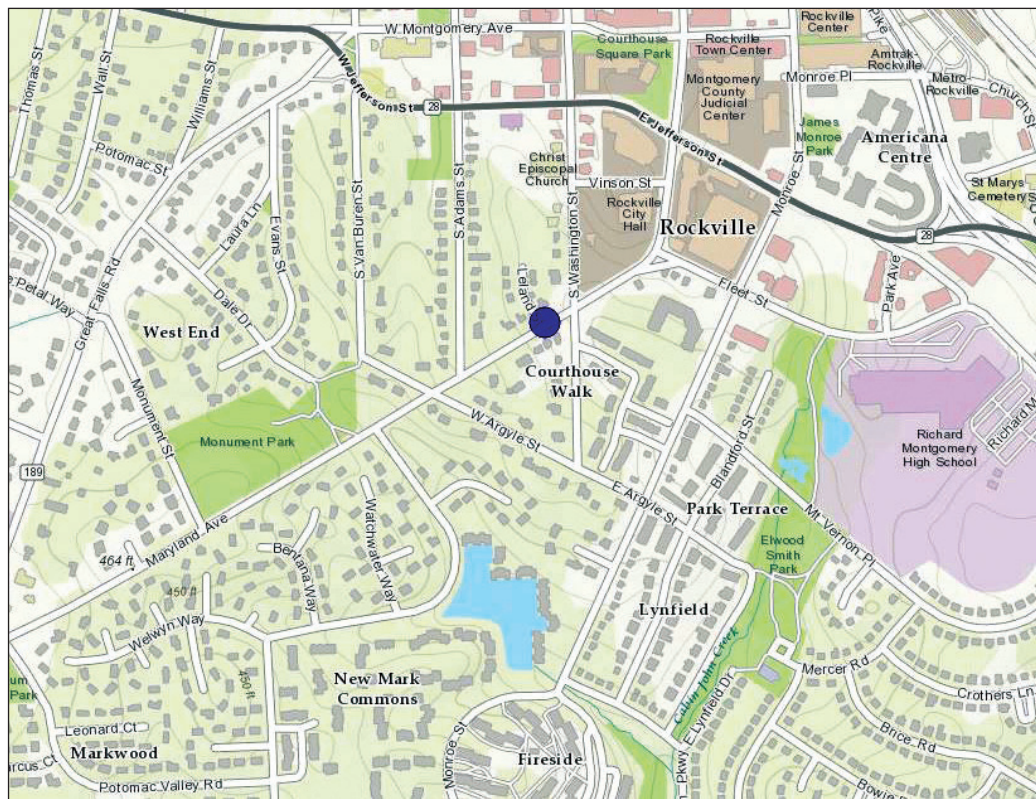 W Montgomery Ave
Courthouse
Square Park
Rockville
Town Center
Rockville
Center
Pike
Amtrak-
Rockville
Metro-
Rockville
Church St
Thomas St
Wall St
Williams St
W Jefferson St
28
Montgomery
County
Judicial
Center
Monroe Pl
James
Monroe
Park
Americana
Centre
E Jefferson St
Monroe St
Potomac St
S Adams St
Christ
Episcopal
Church
Vinson St
Rockville
City
Hall
St Marys
Cemetery
Laura Ln
Evans St
S Van Buren St
S Washington St
Rockville
28
Park Ave
Petal Way
Great Falls Rd
Dale Dr
Leland
Fleet St
West End
Courthouse
Walk
Monument St
Monument Park
W Argyle St
Blandford St
Richard M
Richard
Montgomery
High School
189
Maryland Ave
Watchwater Way
E Argyle St
Park Terrace
Mt Vernon Pl
Elwood
Smith
Park
464 ft
Bentana Way
450 ft
Welwyn Way
Lynfield
Cabin John Creek
Mercer Rd
450 ft
New Mark
Commons
Crothers Ln
um
Park
Leonard Ct
Markwood
E Lynfield Dr
Brice Rd
arcus Ct
Monroe St
Fireside
Pkwy
Potomac Valley Rd
Bowie